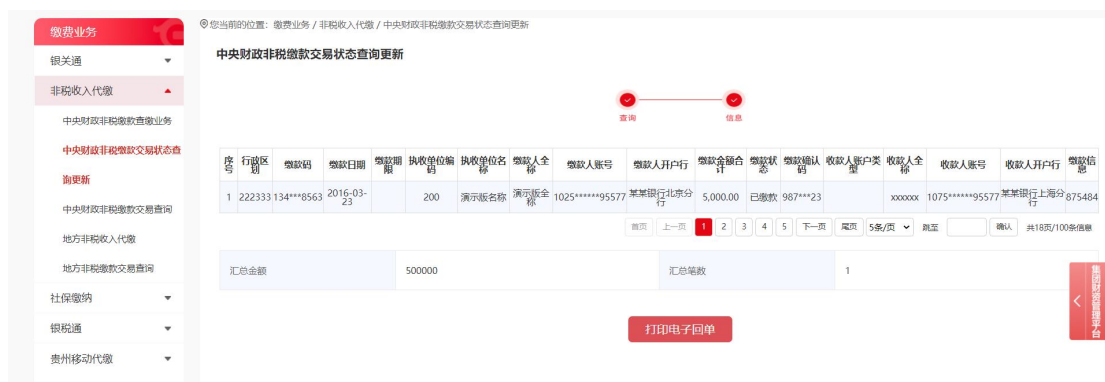 缴费业务
银关通
非税收入代缴
中央财政非税缴款查缴业务
中央财政非税缴款交易状态查
询更新
中央财政非税缴款交易查询
地方非税收入代缴
地方非税缴款交易查询
社保缴纳
银税通
贵州移动代缴
您当前的位置：缴费业务 / 非税收入代缴 / 中央财政非税缴款交易状态查询更新
中央财政非税缴款交易状态查询更新
查询 信息
序号 行政区划 缴款码 缴款日期 缴款期限 执收单位编码 执收单位名称 缴款人全称 缴款人账号 缴款人开户行 缴款金额合计 缴款状态 缴款确认码 收款人账户类型 收款人全称 收款人账号 收款人开户行 缴款信息
1 222333 134***8563 2016-03-23 200 演示版名称 演示版全称 1025******95577 某某银行北京分行 5,000.00 已缴款 987***23 xxxxxx 1075******95577 某某银行上海分行 875484
首页 上一页 1 2 3 4 5 下一页 尾页 5条/页 跳至 确认 共18页/100条信息
汇总金额 500000 汇总笔数 1
打印电子回单
集团财资管理平台